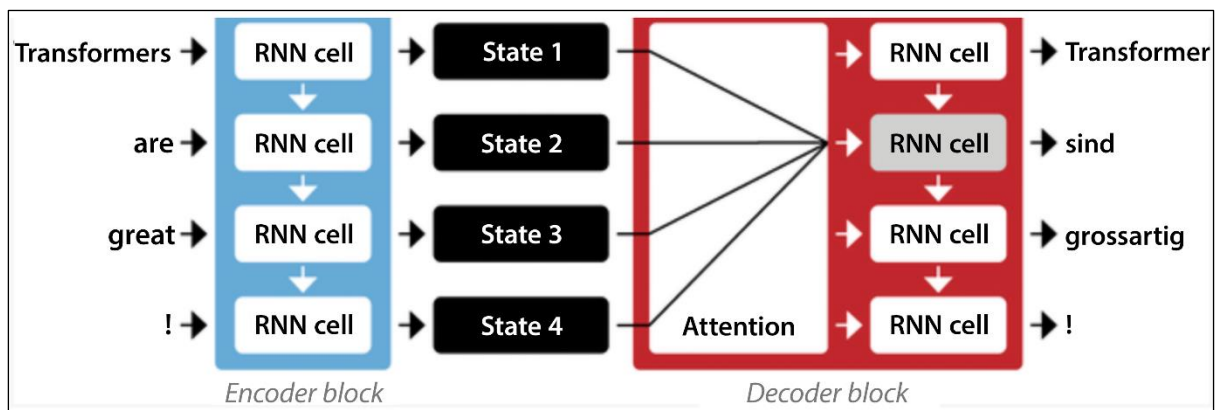 Transformers RNN cell State 1 RNN cell Transformer
are RNN cell State 2 RNN cell sind
great RNN cell State 3 RNN cell grossartig
! RNN cell State 4 Attention RNN cell !
Encoder block Decoder block